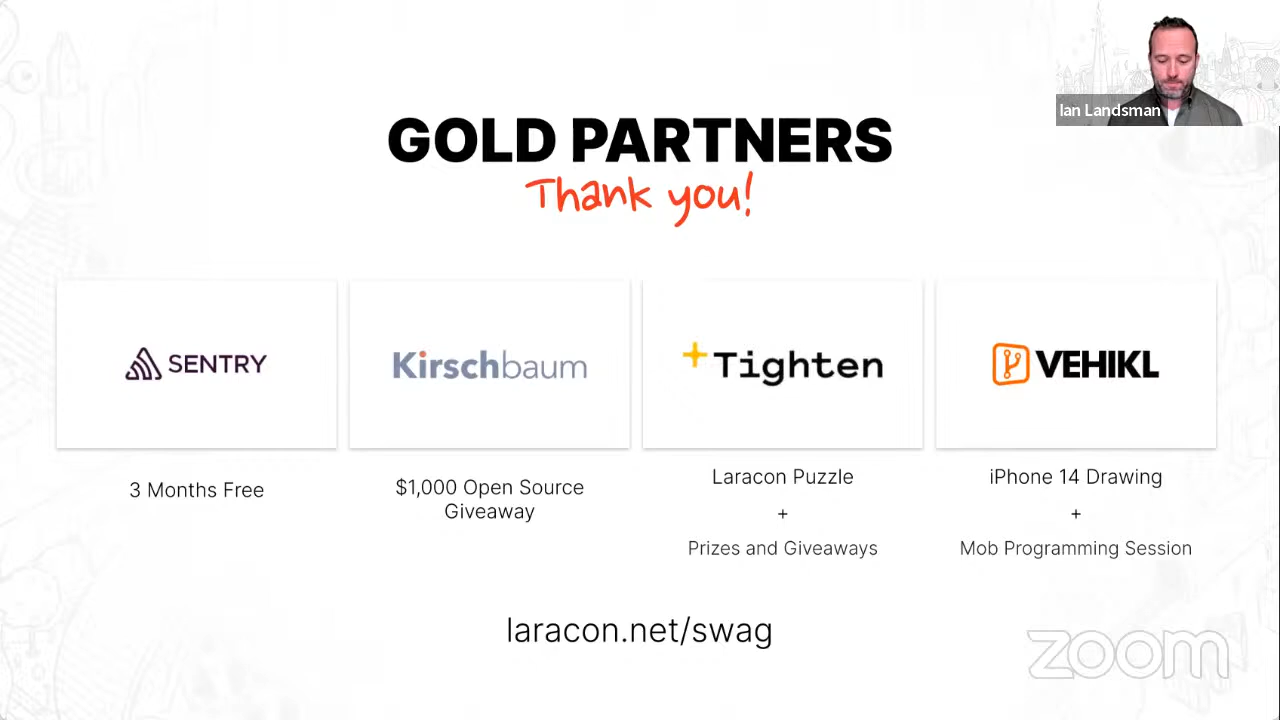 Ian Landsman
GOLD PARTNERS
Thank you!
SENTRY
Kirschbaum
Tighten
VEHIKL
3 Months Free
$1,000 Open Source
Giveaway
Laracon Puzzle
+
Prizes and Giveaways
iPhone 14 Drawing
+
Mob Programming Session
laracon.net/swag
zoom